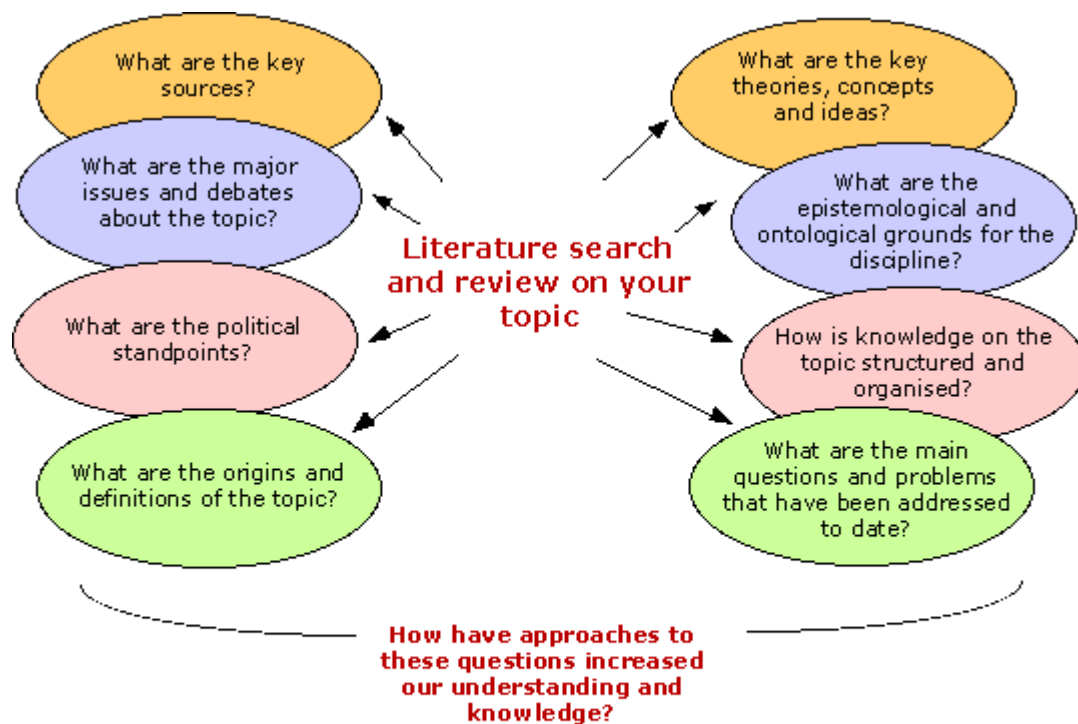 What are the key
sources?
What are the major
issues and debates
about the topic?
What are the political
standpoints?
What are the origins and
definitions of the topic?
Literature search
and review on your
topic
What are the key
theories, concepts
and ideas?
What are the
epistemological and
ontological grounds for the
discipline?
How is knowledge on the
topic structured and
organised?
What are the main
questions and problems
that have been addressed
to date?
How have approaches to
these questions increased
our understanding and
knowledge?